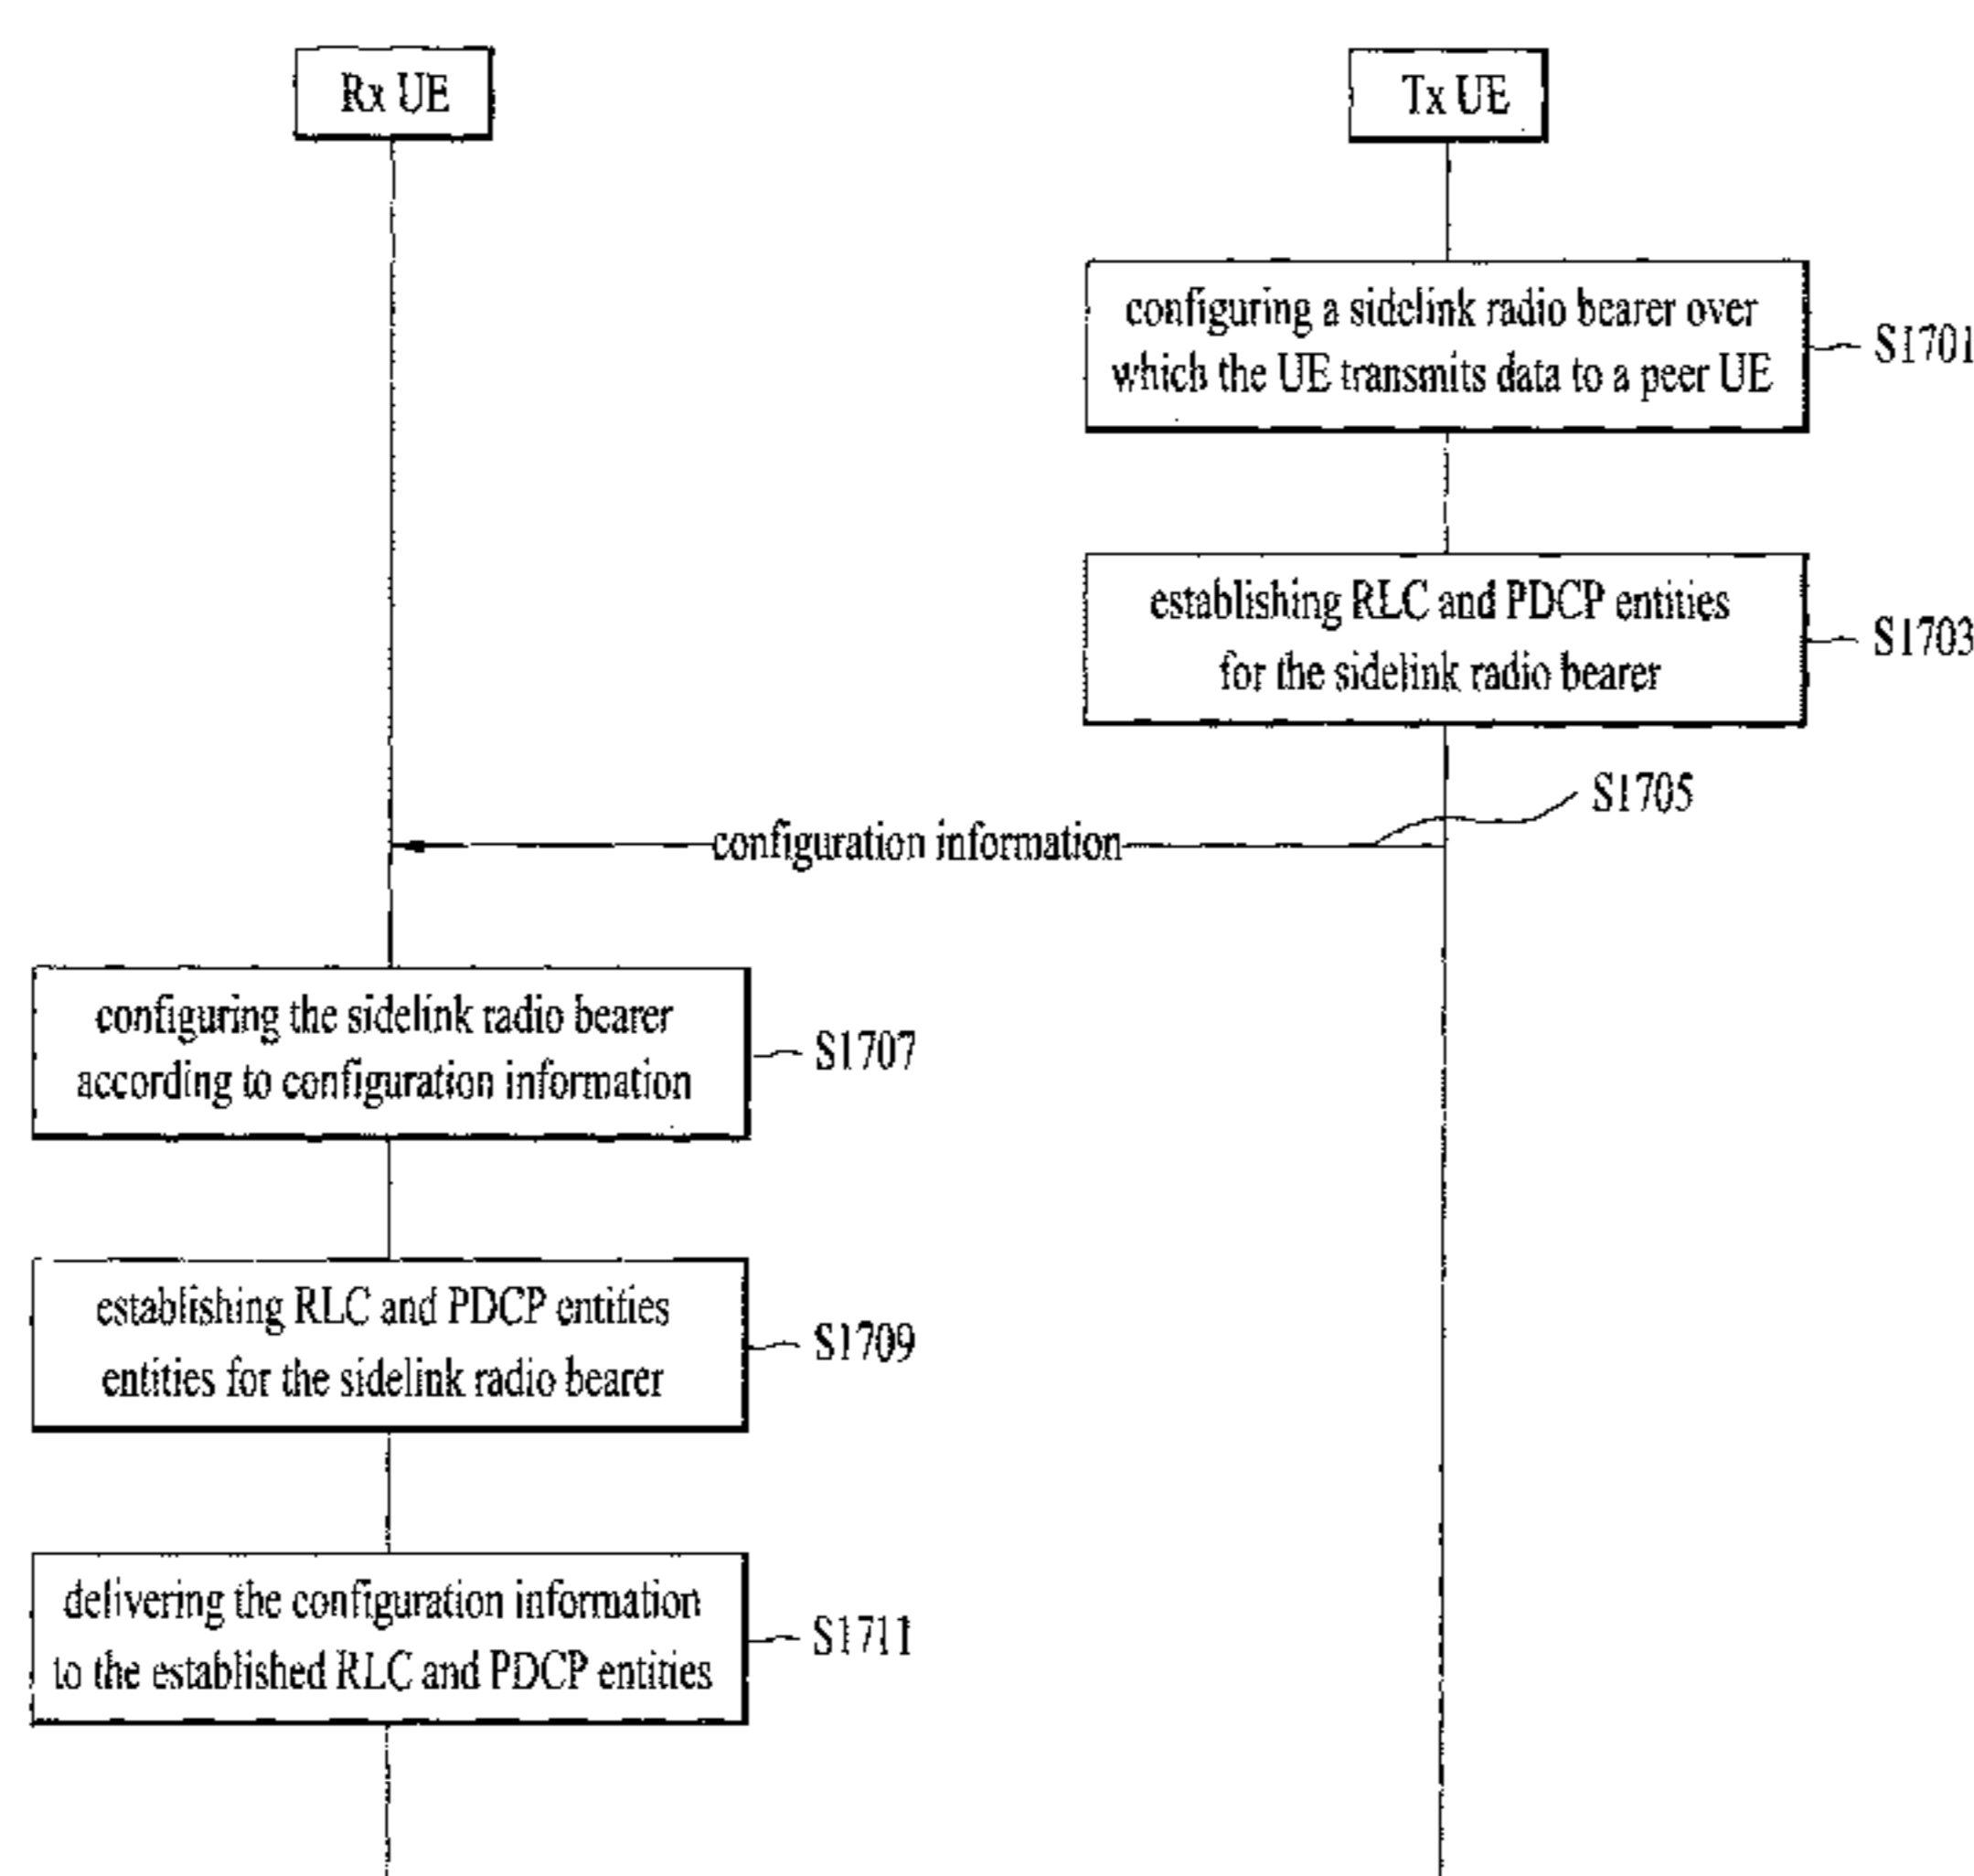 Rx UE
Tx UE
configuring a sidelink radio bearer over
which the UE transmits data to a peer UE
S1701
establishing RLC and PDCP entities
for the sidelink radio bearer
S1703
S1705
configuration information
configuring the sidelink radio bearer
according to configuration information
S1707
establishing RLC and PDCP entities
entities for the sidelink radio bearer
S1709
delivering the configuration information
to the established RLC and PDCP entities
S1711